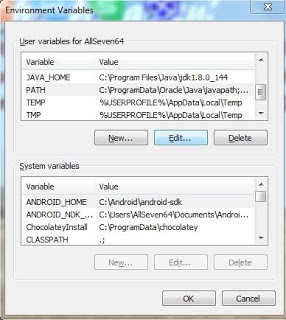 Environment Variables
User variables for AllSeven64
Variable Value
JAVA_HOME C:\Program Files\Java\jdk1.8.0_144
PATH C:\ProgramData\Oracle\Java\javapath;...
TEMP %USERPROFILE%\AppData\Local\Temp
TMP %USERPROFILE%\AppData\Local\Temp
New... Edit... Delete
System variables
Variable Value
ANDROID_HOME C:\Android\android-sdk
ANDROID_NDK_... C:\Users\AllSeven64\Documents\Androi...
ChocolateyInstall C:\ProgramData\chocolatey
CLASSPATH .;
New... Edit... Delete
OK Cancel